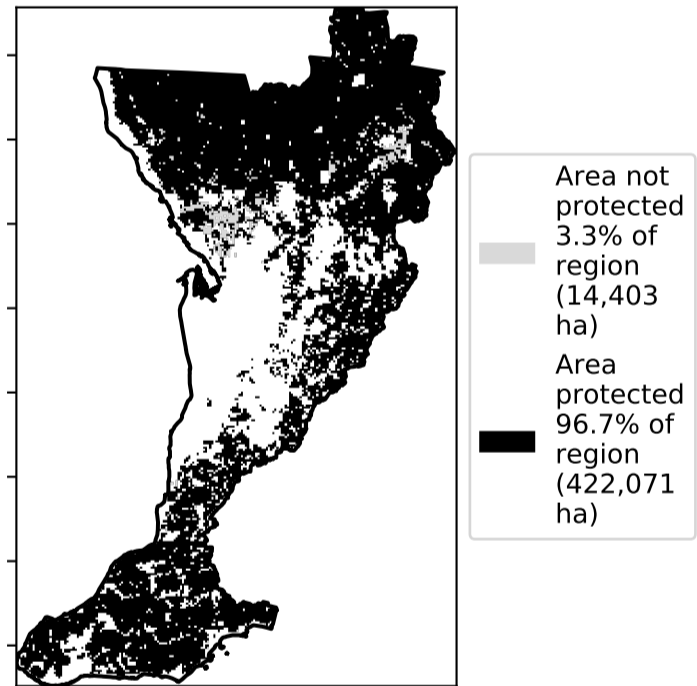 Area not
protected
3.3% of
region
(14,403
ha)
Area
protected
96.7% of
region
(422,071
ha)